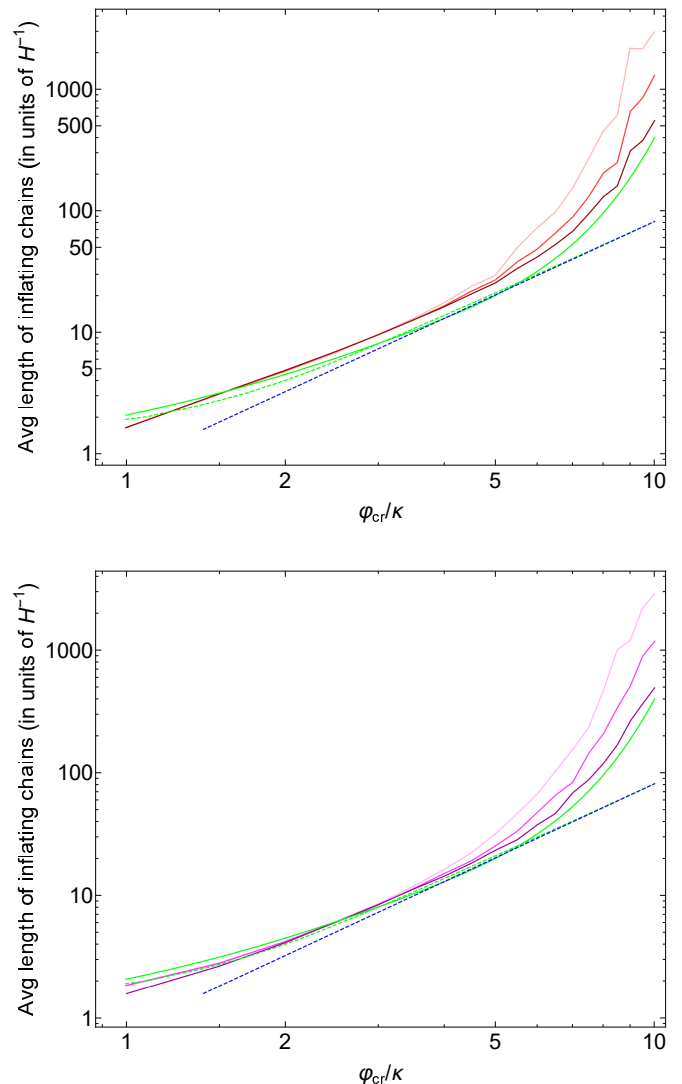 Avg length of inflating chains (in units of H⁻¹)
1000
500
100
50
10
5
1
1 2 5 10
φcr/κ
Avg length of inflating chains (in units of H⁻¹)
1000
100
10
1
1 2 5 10
φcr/κ